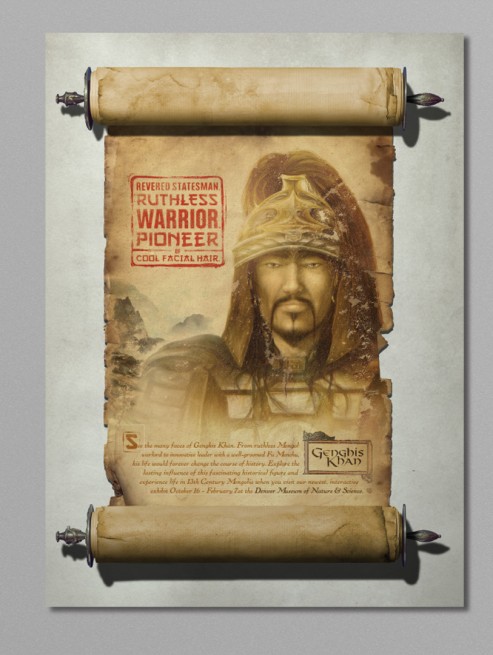 REVERED STATESMAN
RUTHLESS
WARRIOR
PIONEER
OF
COOL FACIAL HAIR.
See the many faces of Genghis Khan. From ruthless Mongol
warlord to innovative leader with a well-groomed Fu Manchu,
his life would forever change the course of history. Explore the
lasting influence of this fascinating historical figure and
experience life in 13th Century Mongolia when you visit our newest, interactive
exhibit October 16 - February 7 at the Denver Museum of Nature & Science.
GENGHIS
KHAN